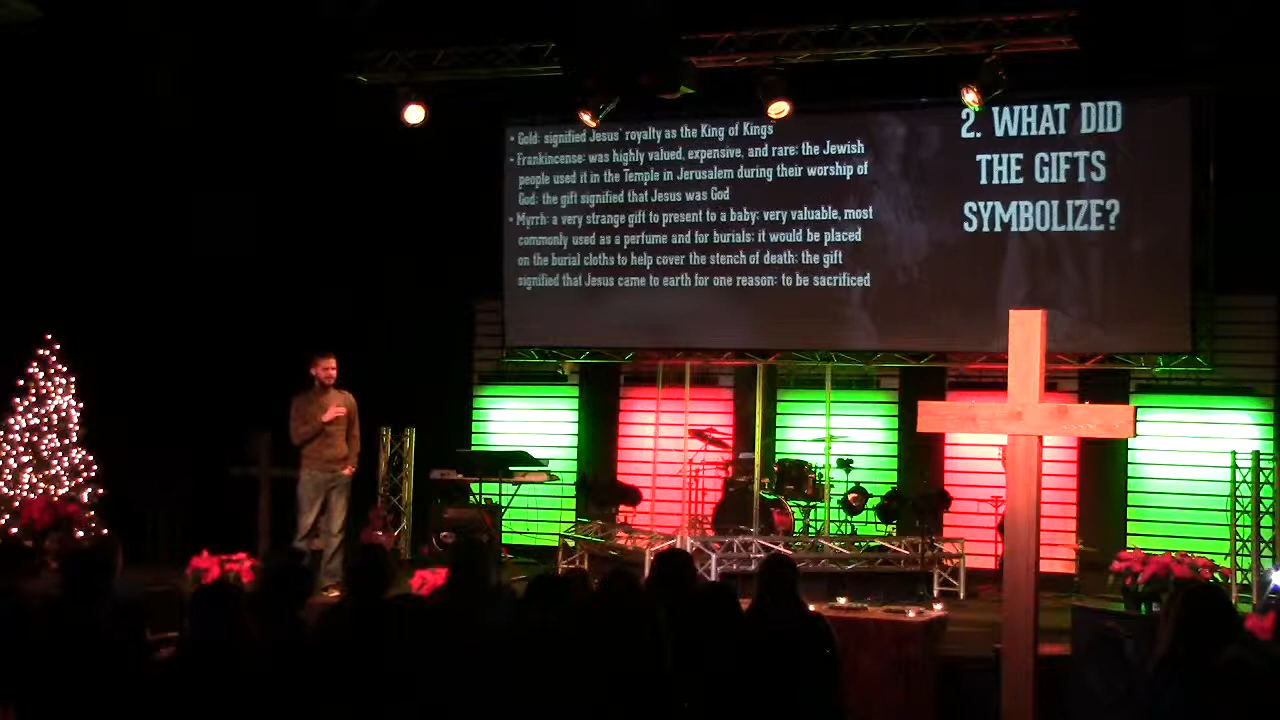 • Gold: signified Jesus' royalty as the King of Kings
• Frankincense: was highly valued, expensive, and rare; the Jewish
people used it in the Temple in Jerusalem during their worship of
God; the gift signified that Jesus was God
• Myrrh: a very strange gift to present to a baby; very valuable, most
commonly used as a perfume and for burials; it would be placed
on the burial cloths to help cover the stench of death; the gift
signified that Jesus came to earth for one reason: to be sacrificed
2. WHAT DID
THE GIFTS
SYMBOLIZE?